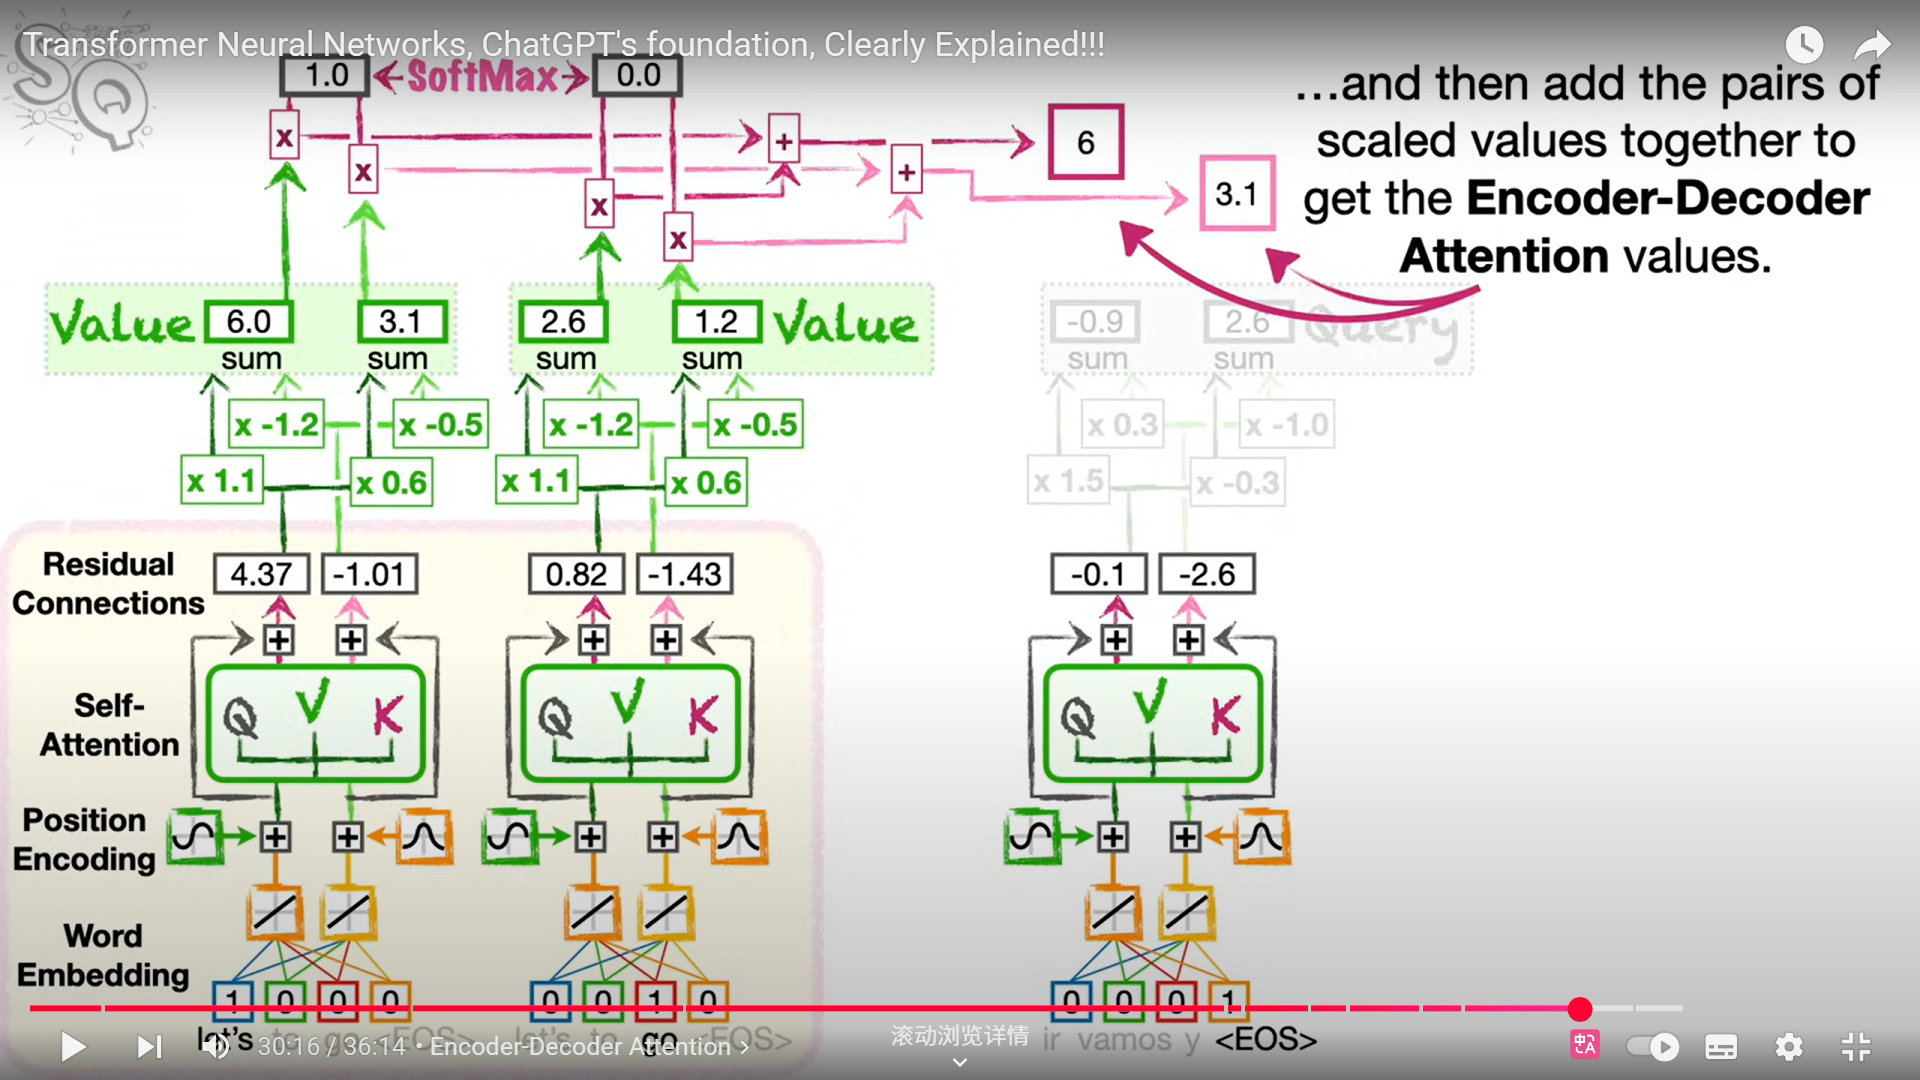 Transformer Neural Networks, ChatGPT's foundation, Clearly Explained!!!
SQ
1.0 SoftMax 0.0
...and then add the pairs of
scaled values together to
get the Encoder-Decoder
Attention values.
x + 6
x + 3.1
x
x
Value 6.0 3.1 2.6 1.2 Value -0.9 2.6 Query
sum sum sum sum sum sum
x -1.2 x -0.5 x -1.2 x -0.5 x 0.3 x -1.0
x 1.1 x 0.6 x 1.1 x 0.6 x 1.5 x -0.3
Residual
Connections
4.37 -1.01 0.82 -1.43 -0.1 -2.6
+ + + + + +
Self-
Attention
Q V K Q V K Q V K
Position
Encoding
+ + + + + +
Word
Embedding
1 0 0 0 0 0 1 0 0 0 0 1
let's to go <EOS> let's to go <EOS> ir vamos y <EOS>
30:16 / 36:14 • Encoder-Decoder Attention
滚动浏览详情